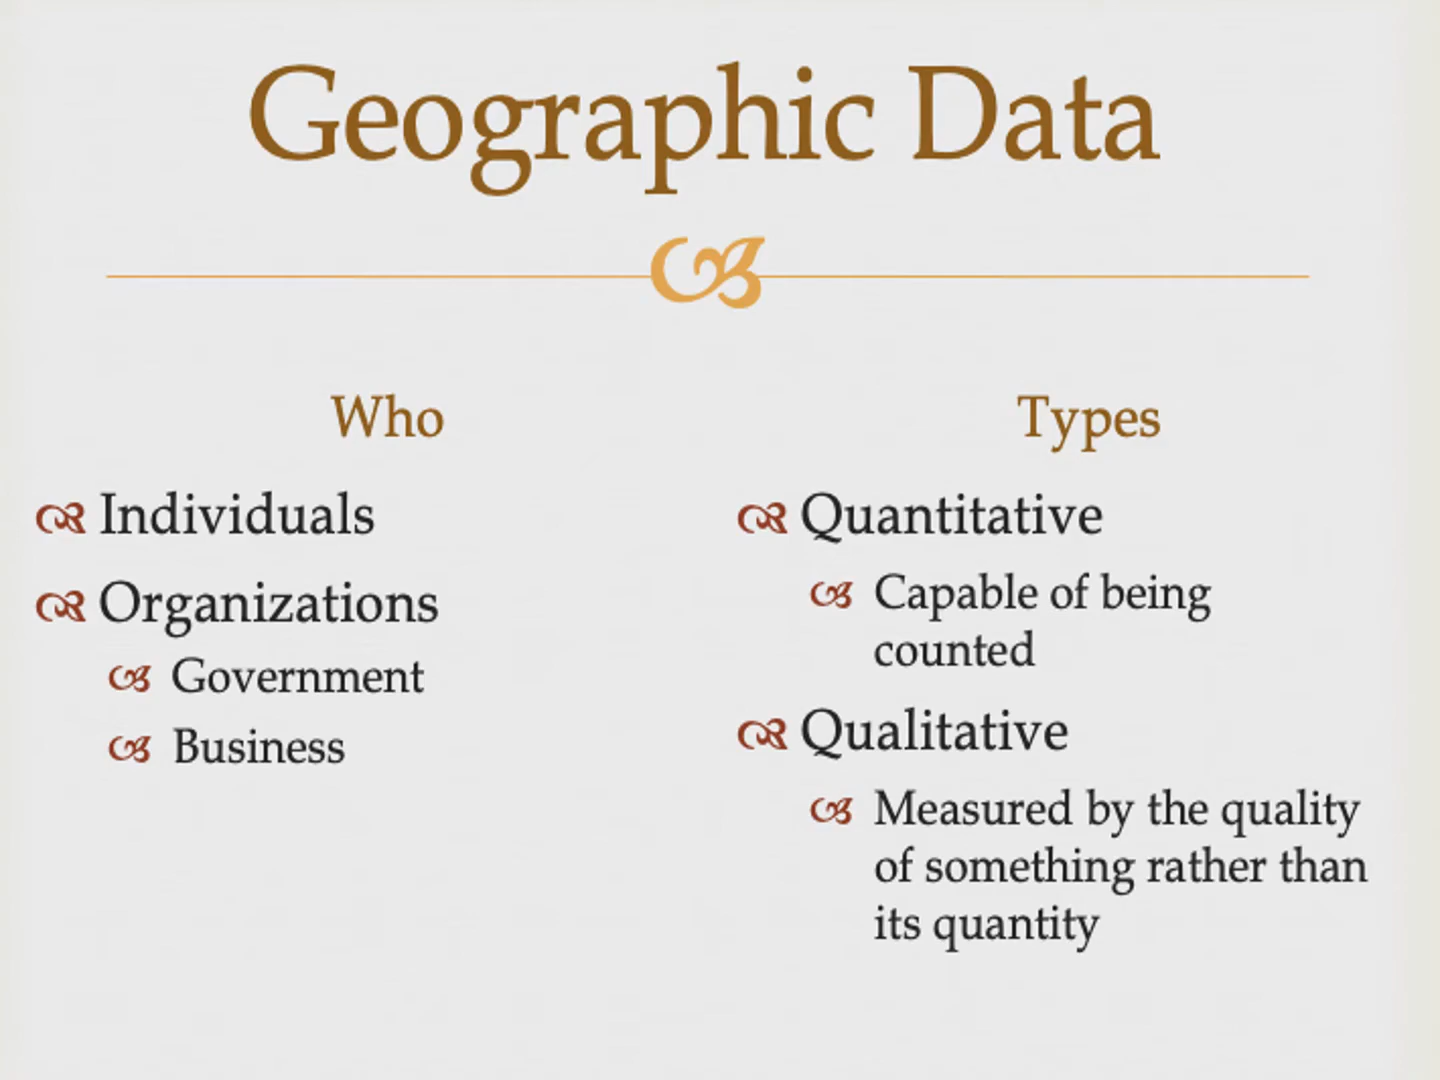 Geographic Data
Who
Individuals
Organizations
Government
Business
Types
Quantitative
Capable of being
counted
Qualitative
Measured by the quality
of something rather than
its quantity